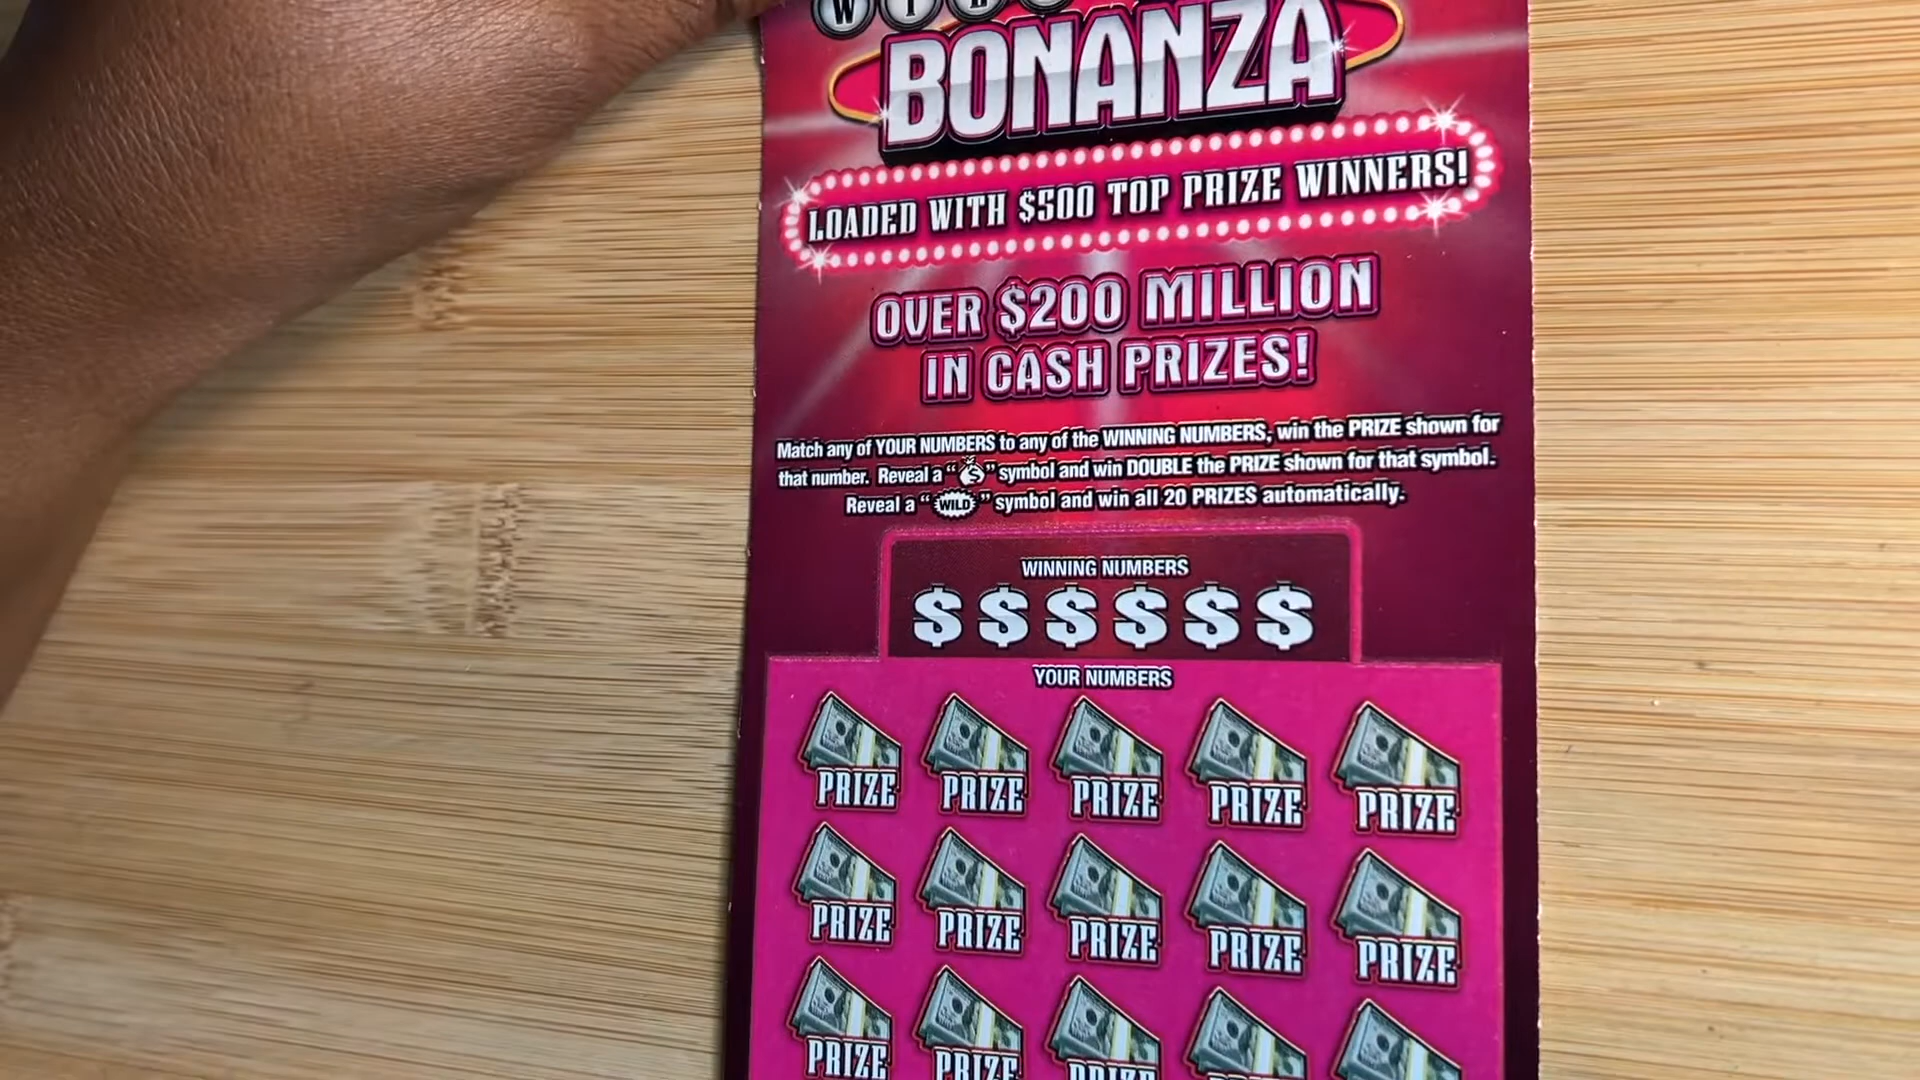 BONANZA
LOADED WITH $500 TOP PRIZE WINNERS!
OVER $200 MILLION
IN CASH PRIZES!
Match any of YOUR NUMBERS to any of the WINNING NUMBERS, win the PRIZE shown for
that number. Reveal a "💰" symbol and win DOUBLE the PRIZE shown for that symbol.
Reveal a "WILD" symbol and win all 20 PRIZES automatically.
WINNING NUMBERS
$ $ $ $ $ $
YOUR NUMBERS
PRIZE PRIZE PRIZE PRIZE PRIZE
PRIZE PRIZE PRIZE PRIZE PRIZE
PRIZE PRIZE PRIZE